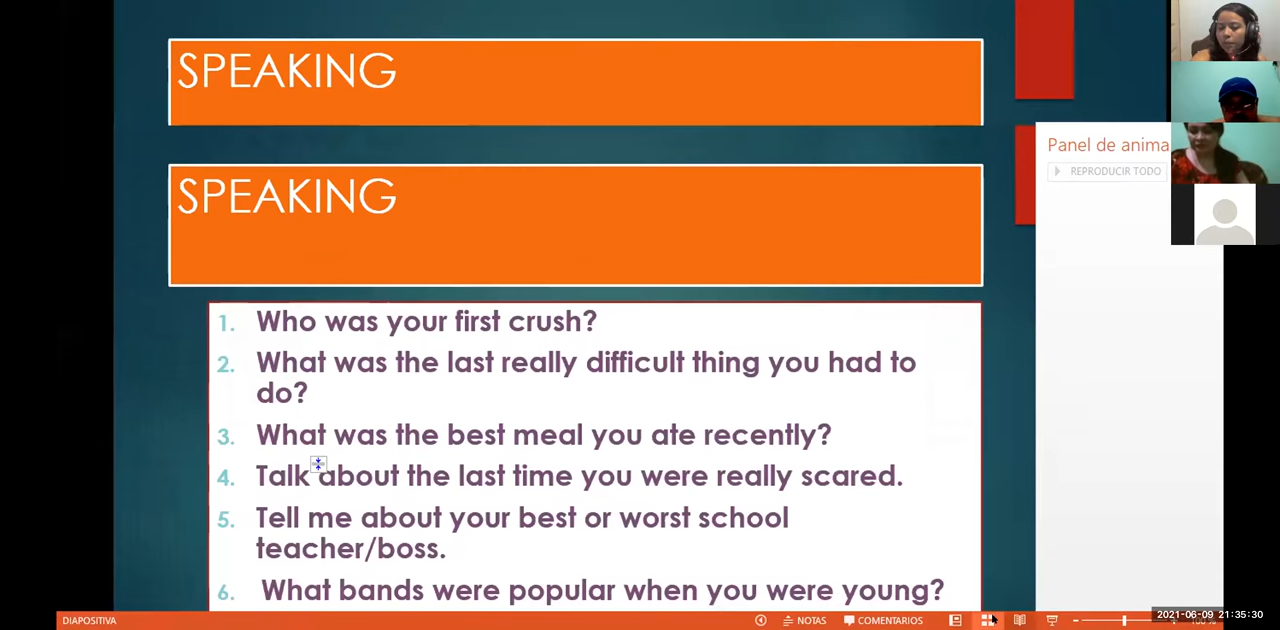 SPEAKING
SPEAKING
1. Who was your first crush?
2. What was the last really difficult thing you had to
do?
3. What was the best meal you ate recently?
4. Talk about the last time you were really scared.
5. Tell me about your best or worst school
teacher/boss.
6. What bands were popular when you were young?
Panel de anima
REPRODUCIR TODO
DIAPOSITIVA
NOTAS
COMENTARIOS
2021-06-09 21:35:30